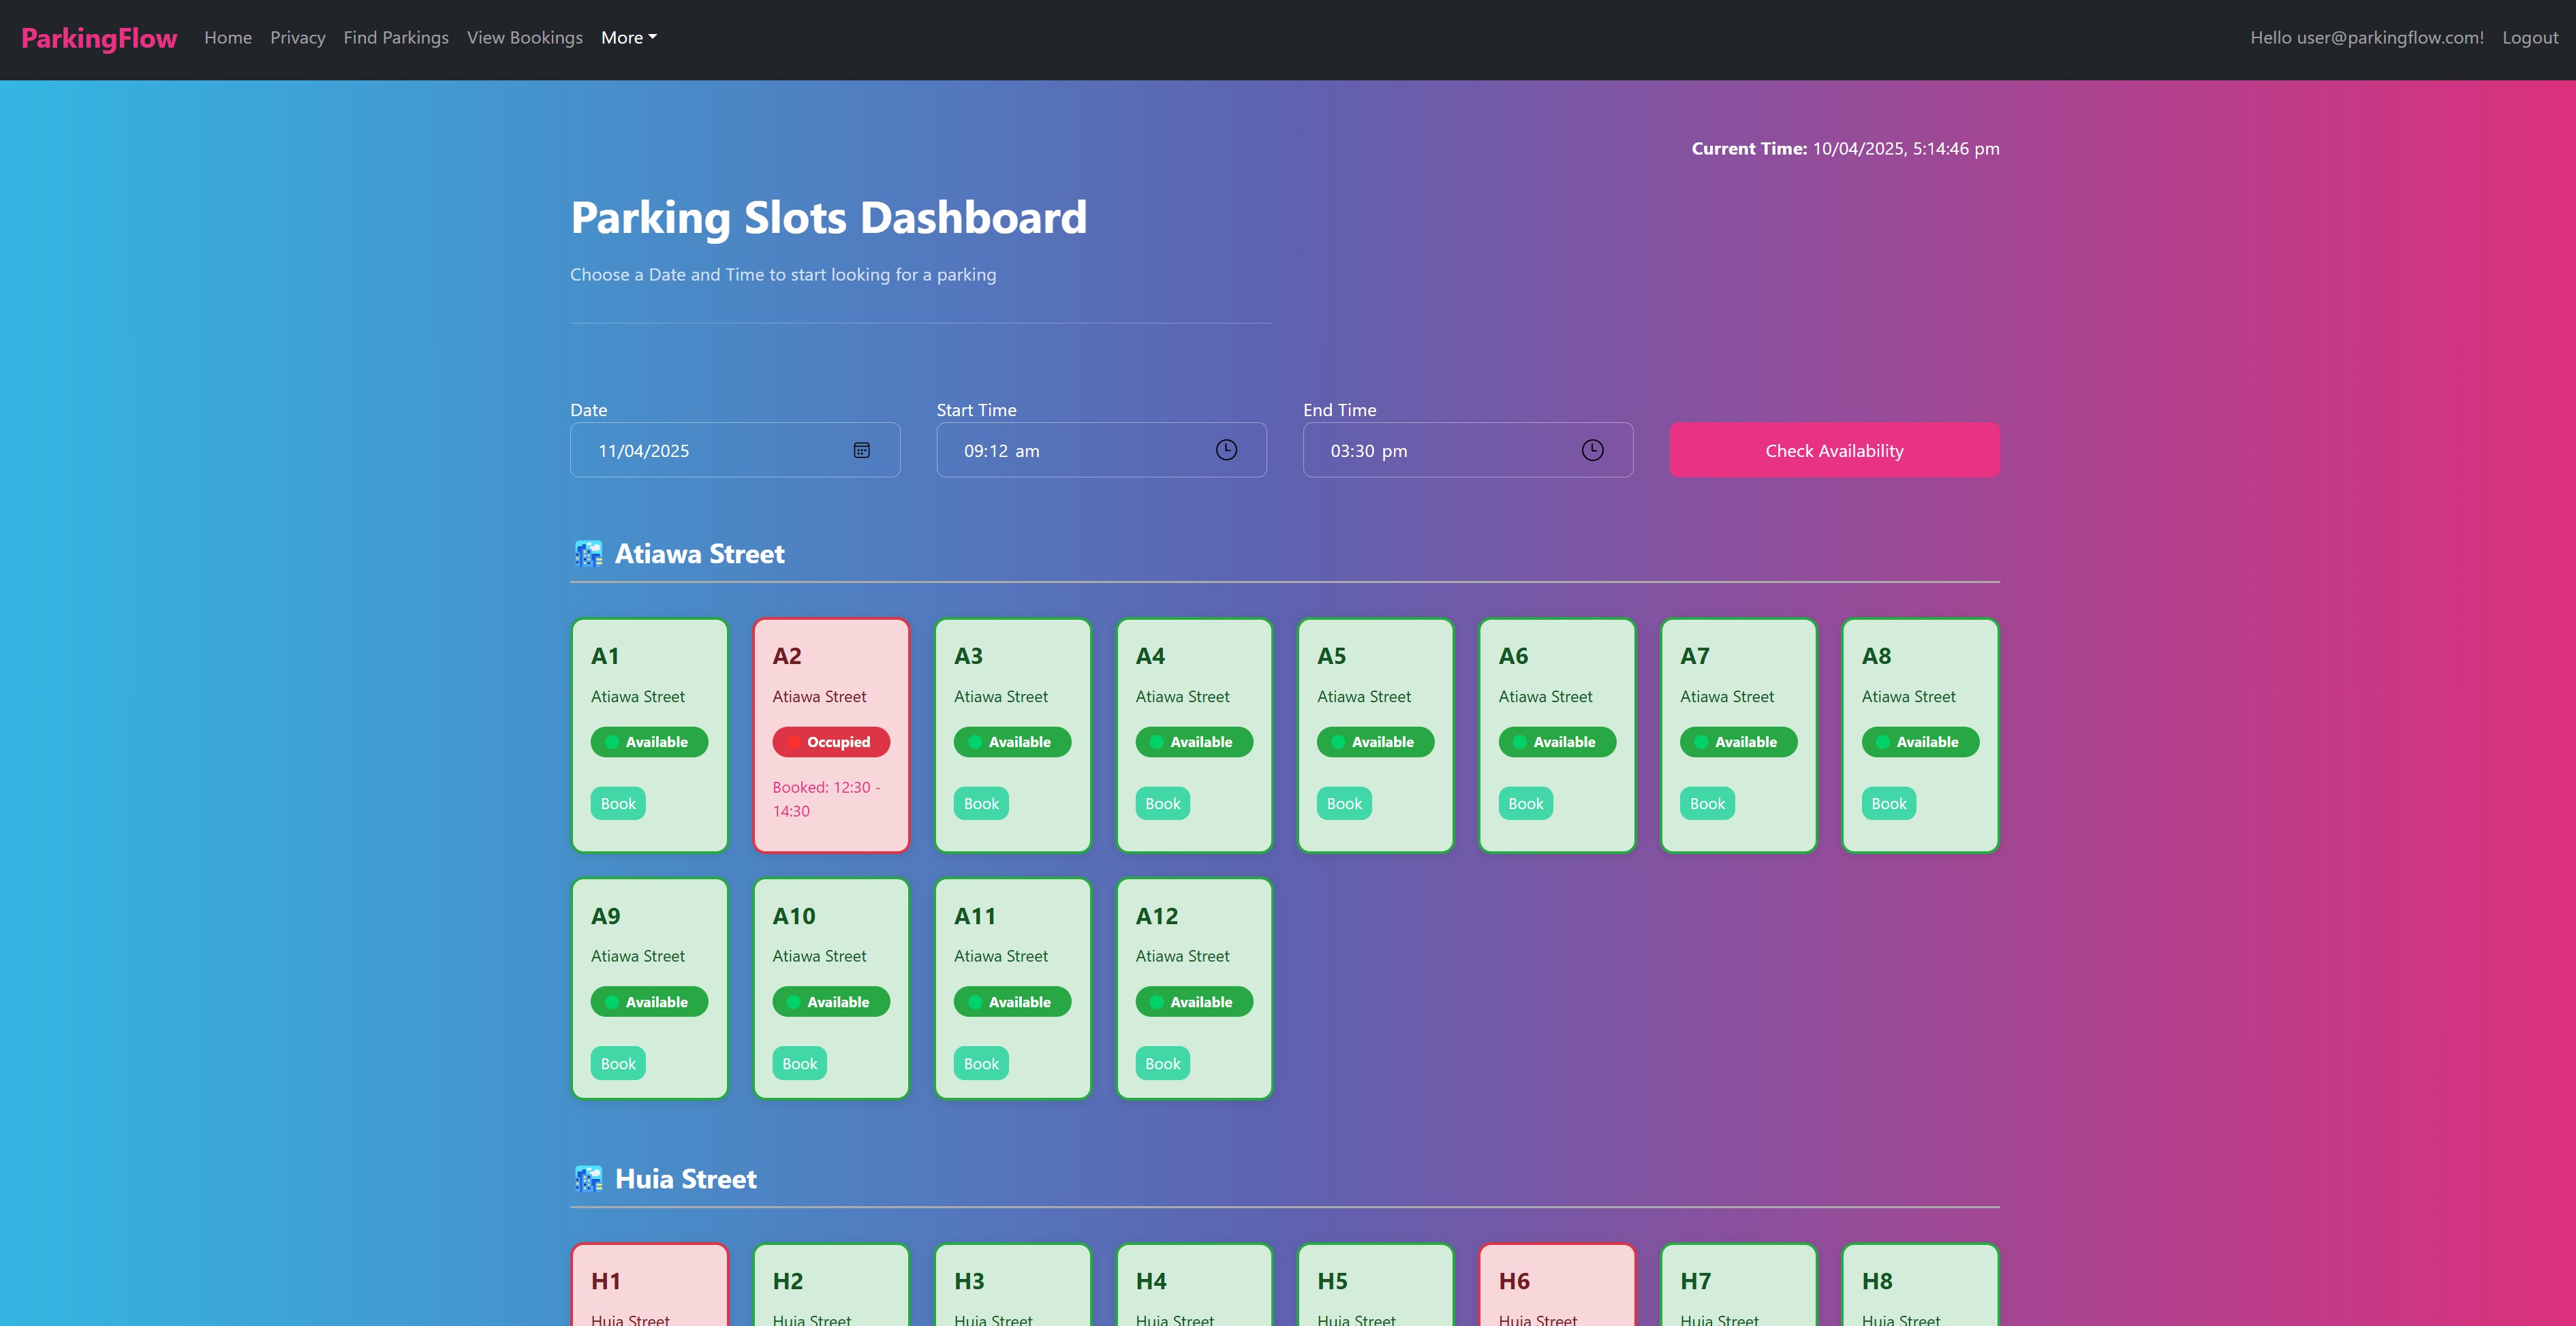 ParkingFlow Home Privacy Find Parkings View Bookings More Hello user@parkingflow.com! Logout
Current Time: 10/04/2025, 5:14:46 pm
Parking Slots Dashboard
Choose a Date and Time to start looking for a parking
Date Start Time End Time
11/04/2025 09:12 am 03:30 pm Check Availability
Atiawa Street
A1 A2 A3 A4 A5 A6 A7 A8
Atiawa Street Atiawa Street Atiawa Street Atiawa Street Atiawa Street Atiawa Street Atiawa Street Atiawa Street
Available Occupied Available Available Available Available Available Available
Booked: 12:30 -
14:30
Book Book Book Book Book Book Book
A9 A10 A11 A12
Atiawa Street Atiawa Street Atiawa Street Atiawa Street
Available Available Available Available
Book Book Book Book
Huia Street
H1 H2 H3 H4 H5 H6 H7 H8
Huia Street Huia Street Huia Street Huia Street Huia Street Huia Street Huia Street Huia Street